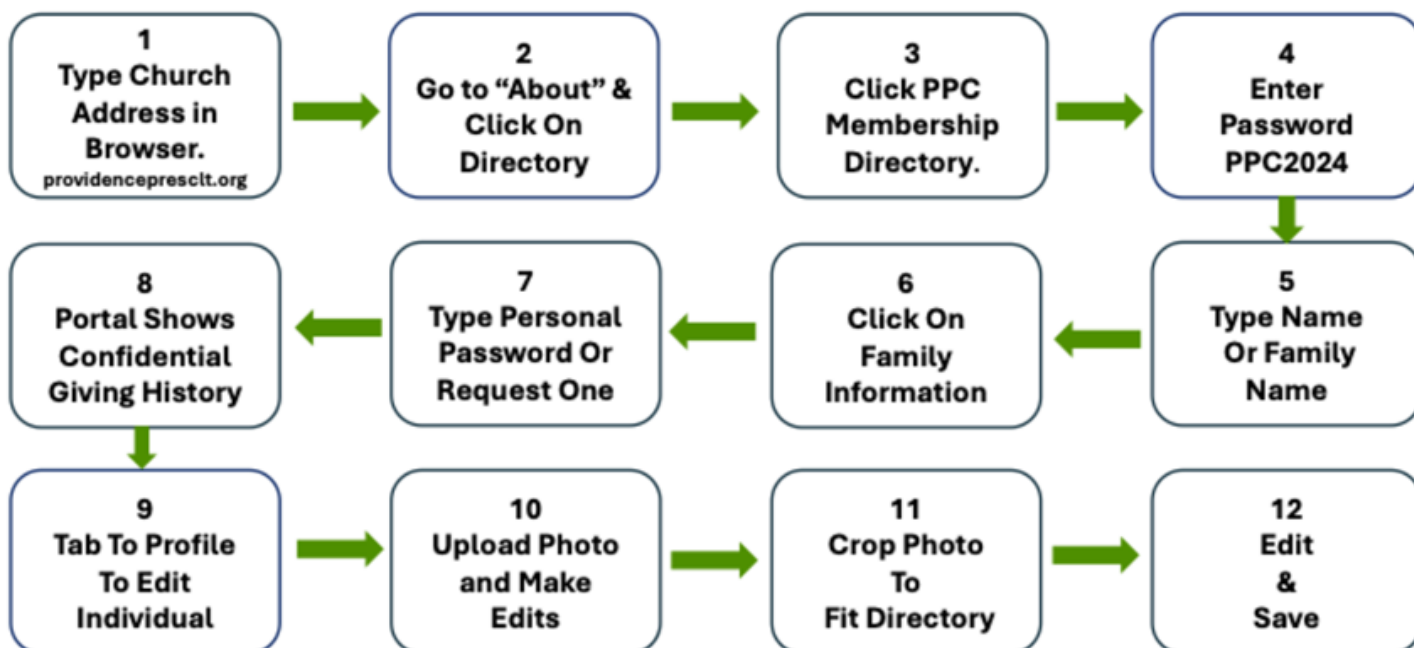 1
Type Church
Address in
Browser.
providencepresclt.org
2
Go to “About” &
Click On
Directory
3
Click PPC
Membership
Directory.
4
Enter
Password
PPC2024
5
Type Name
Or Family
Name
6
Click On
Family
Information
7
Type Personal
Password Or
Request One
8
Portal Shows
Confidential
Giving History
9
Tab To Profile
To Edit
Individual
10
Upload Photo
and Make
Edits
11
Crop Photo
To
Fit Directory
12
Edit
&
Save